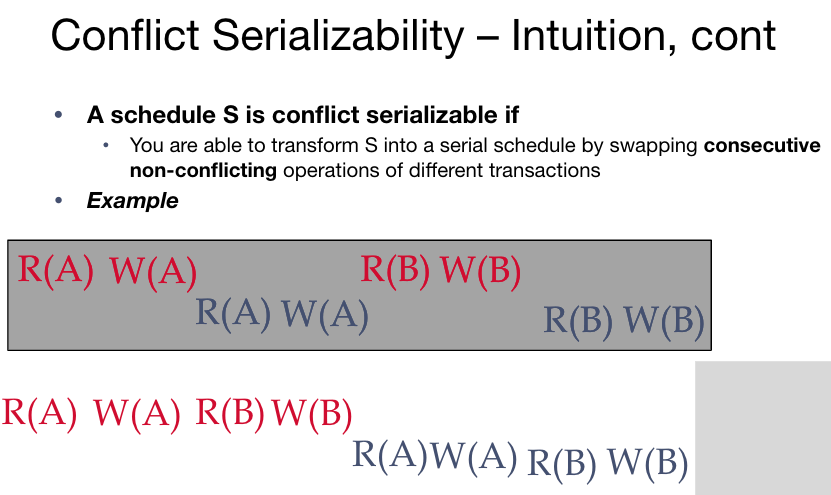 Conflict Serializability – Intuition, cont
• A schedule S is conflict serializable if
• You are able to transform S into a serial schedule by swapping consecutive
non-conflicting operations of different transactions
• Example
R(A) W(A) R(B) W(B)
R(A) W(A) R(B) W(B)
R(A) W(A) R(B) W(B)
R(A) W(A) R(B) W(B)